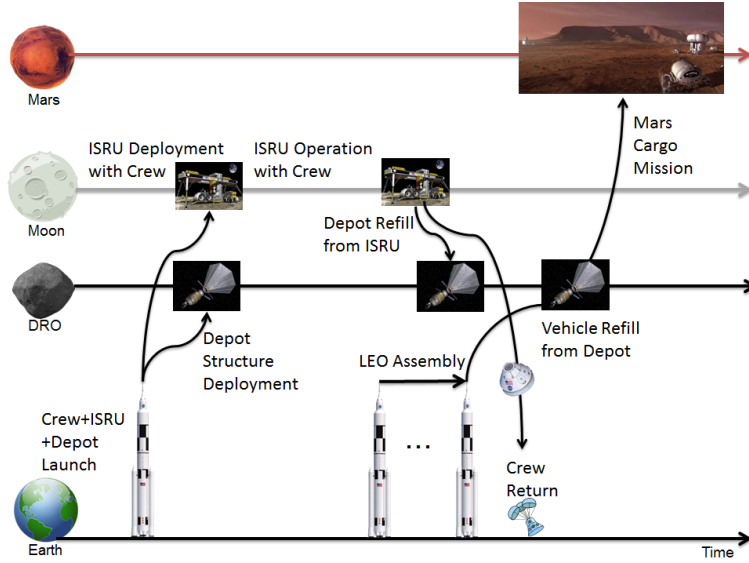 Mars
ISRU Deployment
with Crew
ISRU Operation
with Crew
Mars
Cargo
Mission
Moon
Depot Refill
from ISRU
DRO
Depot
Structure
Deployment
LEO Assembly
Vehicle Refill
from Depot
Crew+ISRU
+Depot
Launch
...
Crew
Return
Earth
Time